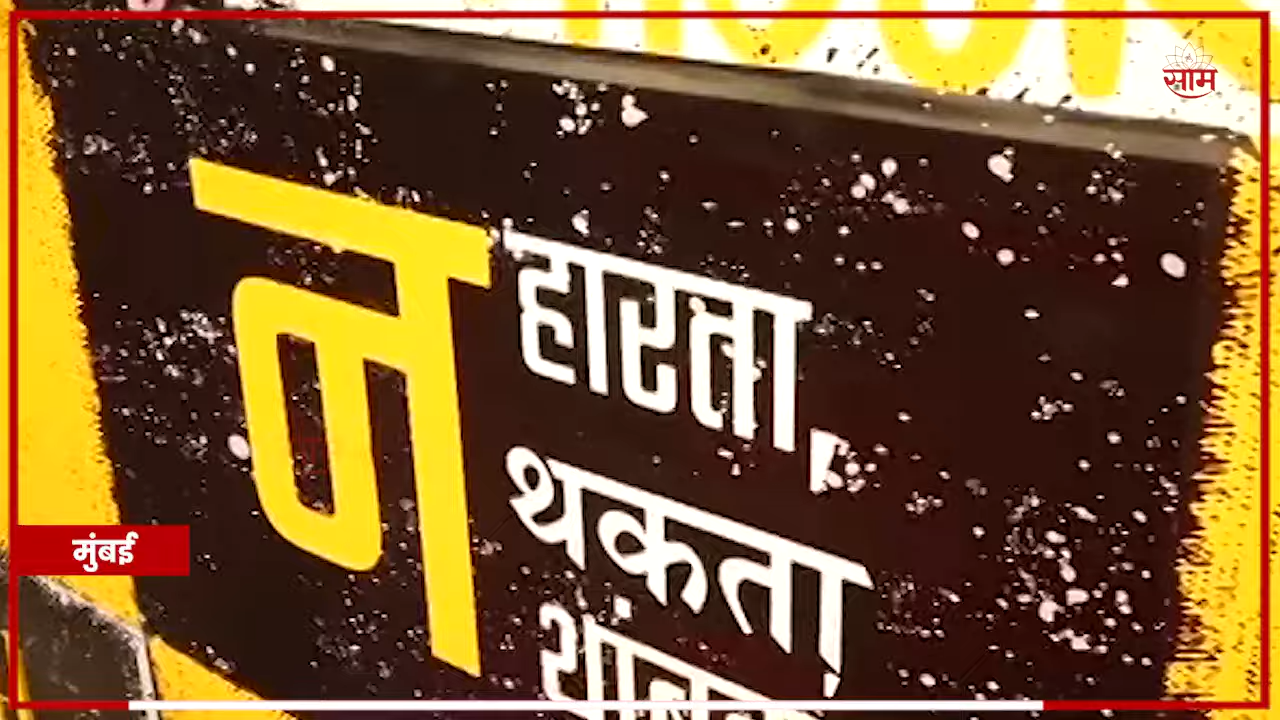 साम
न
हारता,
थकता
मुंबई